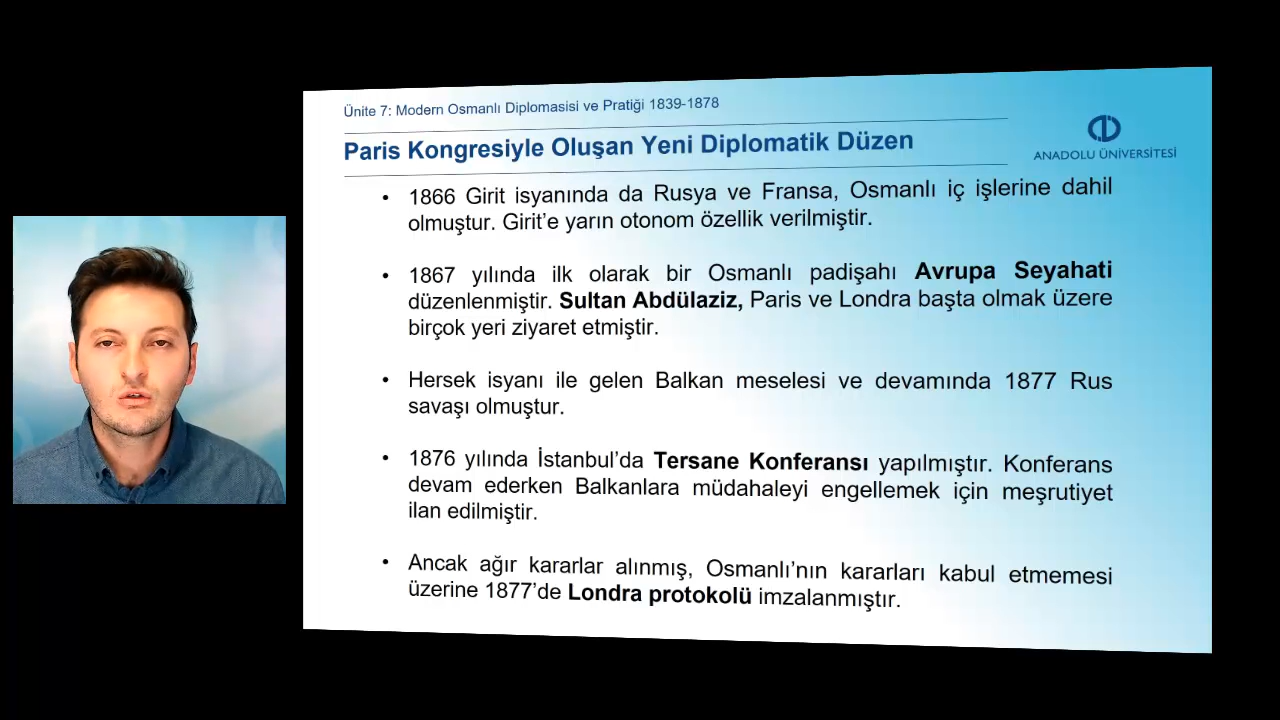 Ünite 7: Modern Osmanlı Diplomasisi ve Pratiği 1839-1878
Paris Kongresiyle Oluşan Yeni Diplomatik Düzen
ANADOLU ÜNİVERSİTESİ
• 1866 Girit isyanında da Rusya ve Fransa, Osmanlı iç işlerine dahil
olmuştur. Girit’e yarın otonom özellik verilmiştir.
• 1867 yılında ilk olarak bir Osmanlı padişahı Avrupa Seyahati
düzenlenmiştir. Sultan Abdülaziz, Paris ve Londra başta olmak üzere
birçok yeri ziyaret etmiştir.
• Hersek isyanı ile gelen Balkan meselesi ve devamında 1877 Rus
savaşı olmuştur.
• 1876 yılında İstanbul’da Tersane Konferansı yapılmıştır. Konferans
devam ederken Balkanlara müdahaleyi engellemek için meşrutiyet
ilan edilmiştir.
• Ancak ağır kararlar alınmış, Osmanlı’nın kararları kabul etmemesi
üzerine 1877’de Londra protokolü imzalanmıştır.